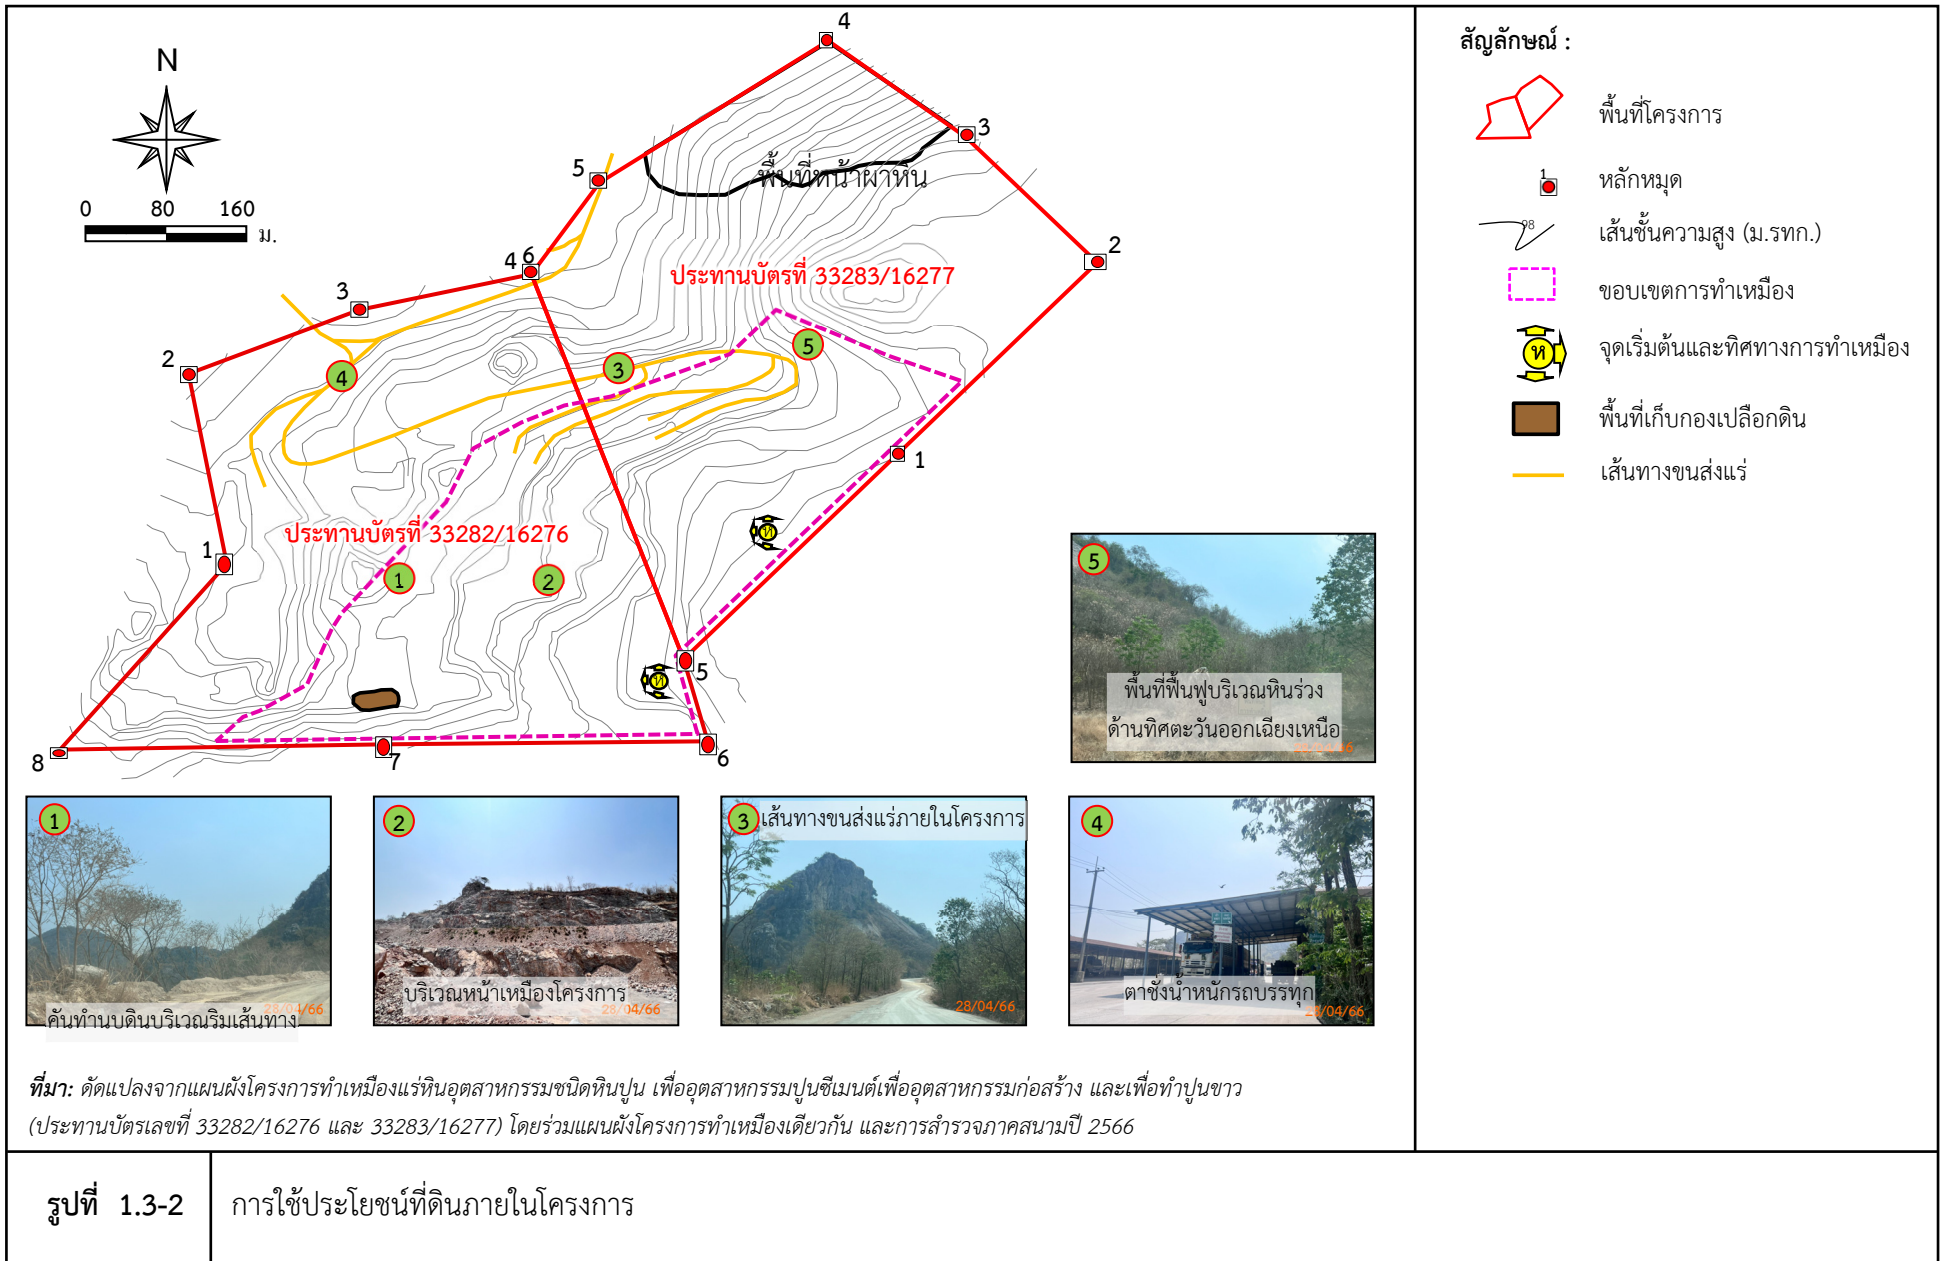 N
0 80 160
ม.
4
3
5
พื้นที่หน้าผาหิน
2
4 6
ประทานบัตรที่ 33283/16277
3
2
5
3
4
1
ประทานบัตรที่ 33282/16276
1
ห
1
2
5
ห
8
7
6
สัญลักษณ์ :
พื้นที่โครงการ
1
หลักหมุด
98
เส้นชั้นความสูง (ม.รทก.)
ขอบเขตการทำเหมือง
ห
จุดเริ่มต้นและทิศทางการทำเหมือง
พื้นที่เก็บกองเปลือกดิน
เส้นทางขนส่งแร่
5
พื้นที่ฟื้นฟูบริเวณหินร่วง
ด้านทิศตะวันออกเฉียงเหนือ
1
28/04/66
คันทำนบดินบริเวณริมเส้นทาง
2
บริเวณหน้าเหมืองโครงการ
28/04/66
3
เส้นทางขนส่งแร่ภายในโครงการ
28/04/66
4
ตาชั่งน้ำหนักรถบรรทุก
28/04/66
ที่มา: ดัดแปลงจากแผนผังโครงการทำเหมืองแร่หินอุตสาหกรรมชนิดหินปูน เพื่ออุตสาหกรรมปูนซีเมนต์เพื่ออุตสาหกรรมก่อสร้าง และเพื่อทำปูนขาว
(ประทานบัตรเลขที่ 33282/16276 และ 33283/16277) โดยร่วมแผนผังโครงการทำเหมืองเดียวกัน และการสำรวจภาคสนามปี 2566
รูปที่ 1.3-2
การใช้ประโยชน์ที่ดินภายในโครงการ